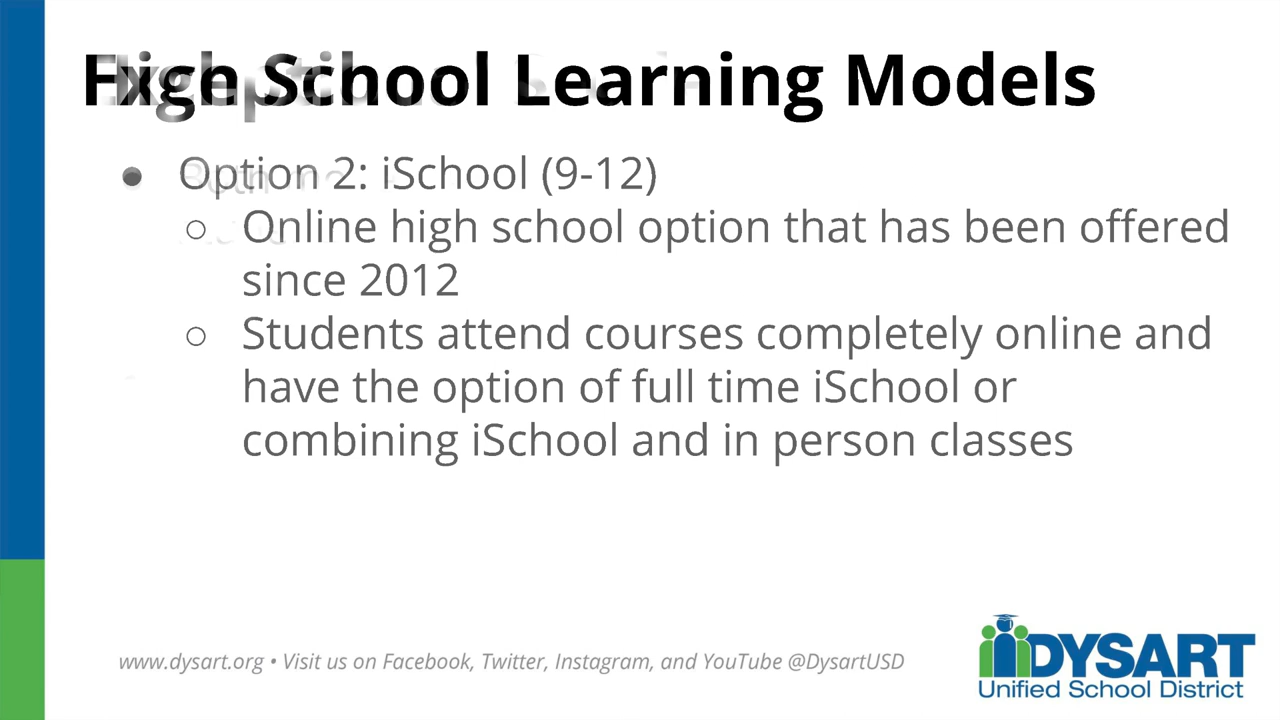 School Learning Models
● Option 2: iSchool (9-12)
○ Online high school option that has been offered
since 2012
○ Students attend courses completely online and
have the option of full time iSchool or
combining iSchool and in person classes
www.dysart.org • Visit us on Facebook, Twitter, Instagram, and YouTube @DysartUSD
DYSART
Unified School District